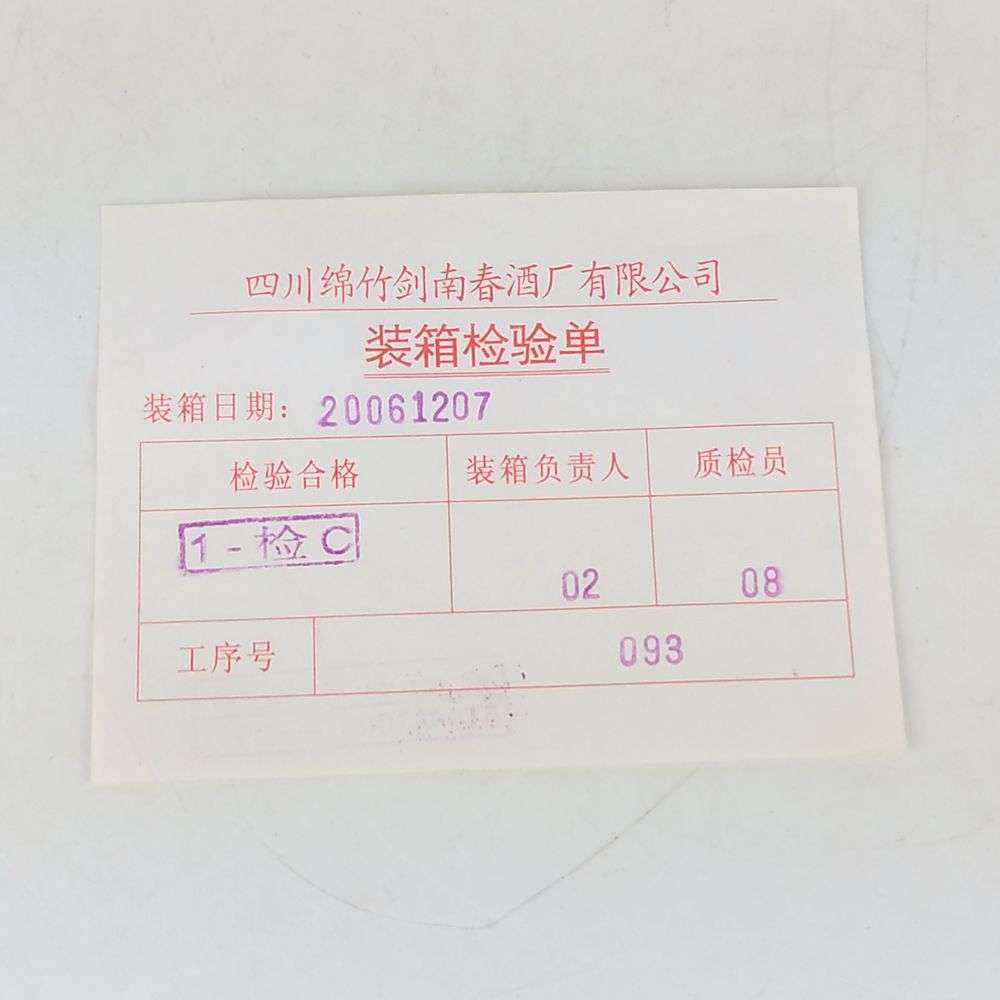 四川绵竹剑南春酒厂有限公司
装箱检验单
装箱日期：20061207
检验合格 装箱负责人 质检员
1-检C 02 08
工序号 093